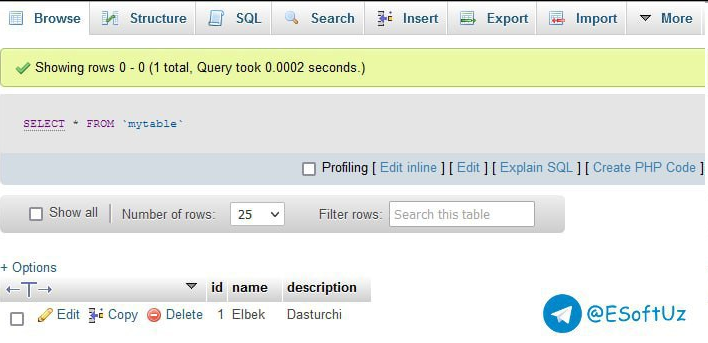 Browse Structure SQL Search Insert Export Import More
Showing rows 0 - 0 (1 total, Query took 0.0002 seconds.)
SELECT * FROM `mytable`
Profiling [ Edit inline ] [ Edit ] [ Explain SQL ] [ Create PHP Code ]
Show all Number of rows: 25 Filter rows: Search this table
+ Options
id name description
Edit Copy Delete 1 Elbek Dasturchi
@ESoftUz